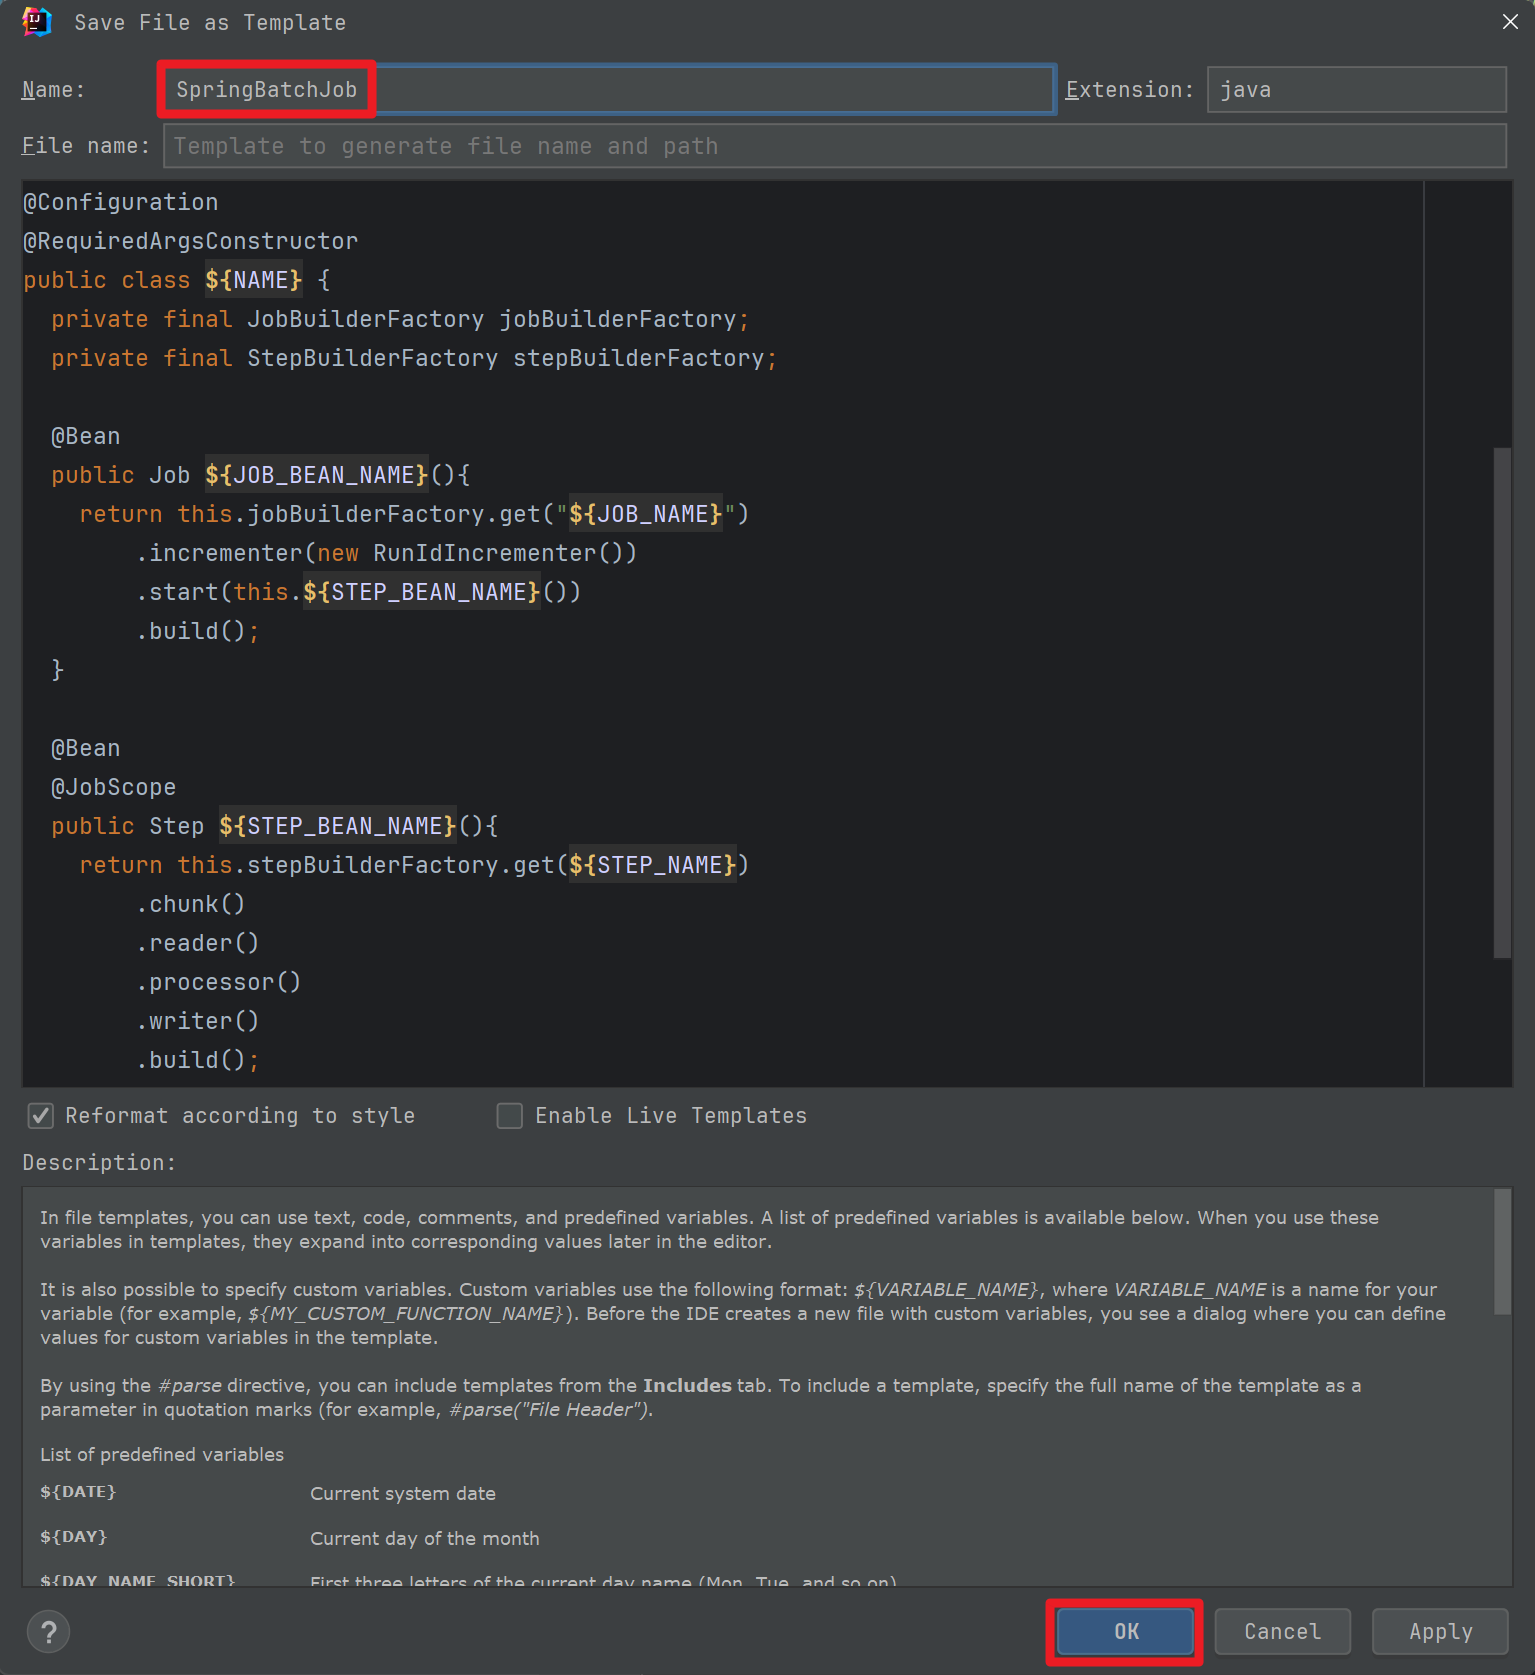 IJ
Save File as Template
Name: SpringBatchJob Extension: java
File name: Template to generate file name and path
@Configuration
@RequiredArgsConstructor
public class ${NAME} {
  private final JobBuilderFactory jobBuilderFactory;
  private final StepBuilderFactory stepBuilderFactory;

  @Bean
  public Job ${JOB_BEAN_NAME}(){
    return this.jobBuilderFactory.get("${JOB_NAME}")
        .incrementer(new RunIdIncrementer())
        .start(this.${STEP_BEAN_NAME}())
        .build();
  }

  @Bean
  @JobScope
  public Step ${STEP_BEAN_NAME}(){
    return this.stepBuilderFactory.get(${STEP_NAME})
        .chunk()
        .reader()
        .processor()
        .writer()
        .build();
Reformat according to style Enable Live Templates
Description:
In file templates, you can use text, code, comments, and predefined variables. A list of predefined variables is available below. When you use these
variables in templates, they expand into corresponding values later in the editor.
It is also possible to specify custom variables. Custom variables use the following format: ${VARIABLE_NAME}, where VARIABLE_NAME is a name for your
variable (for example, ${MY_CUSTOM_FUNCTION_NAME}). Before the IDE creates a new file with custom variables, you see a dialog where you can define
values for custom variables in the template.
By using the #parse directive, you can include templates from the Includes tab. To include a template, specify the full name of the template as a
parameter in quotation marks (for example, #parse("File Header").
List of predefined variables
${DATE} Current system date
${DAY} Current day of the month
${DAY_NAME_SHORT} First three letters of the current day name (Mon, Tue, and so on)
? OK Cancel Apply